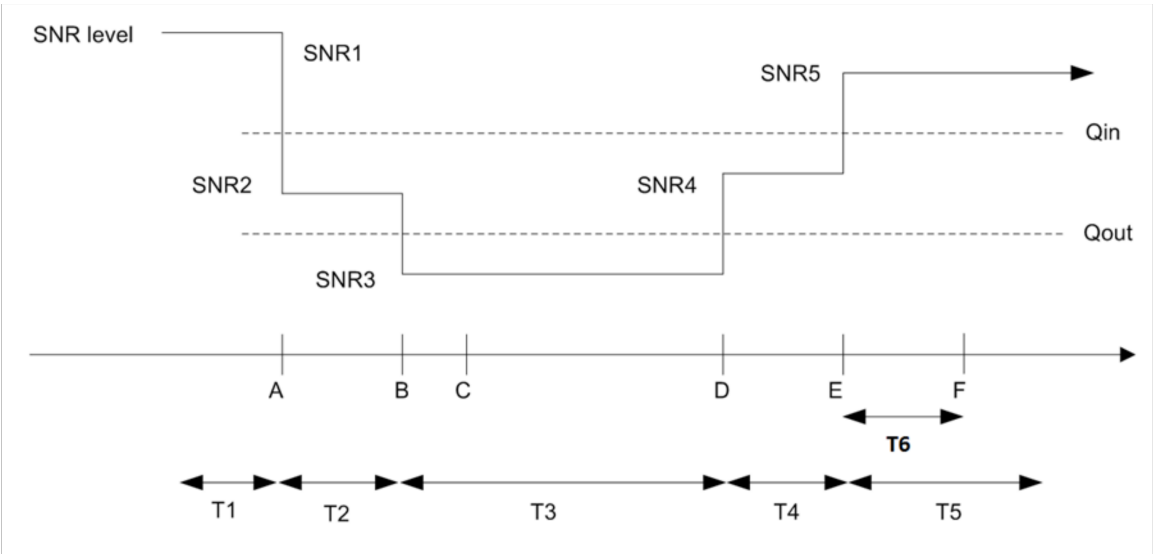 SNR level
SNR1
SNR5
Qin
SNR2
SNR4
Qout
SNR3
A B C D E F
T6
T1 T2 T3 T4 T5